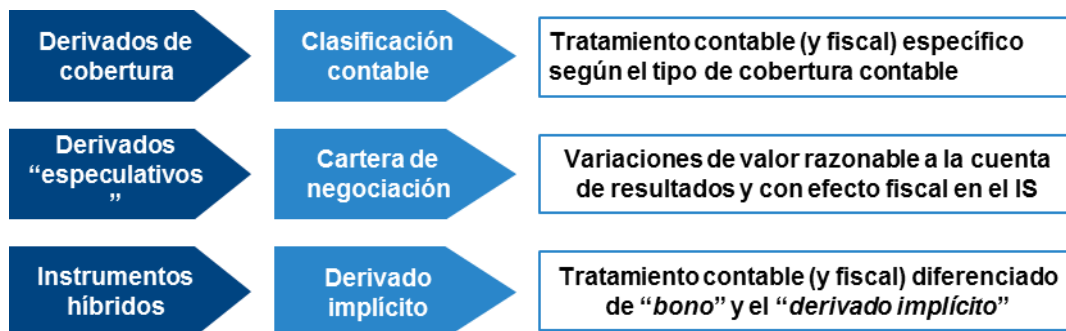 Derivados de
cobertura
Clasificación
contable
Tratamiento contable (y fiscal) específico
según el tipo de cobertura contable
Derivados
“especulativos
”
Cartera de
negociación
Variaciones de valor razonable a la cuenta
de resultados y con efecto fiscal en el IS
Instrumentos
híbridos
Derivado
implícito
Tratamiento contable (y fiscal) diferenciado
de “bono” y el “derivado implícito”